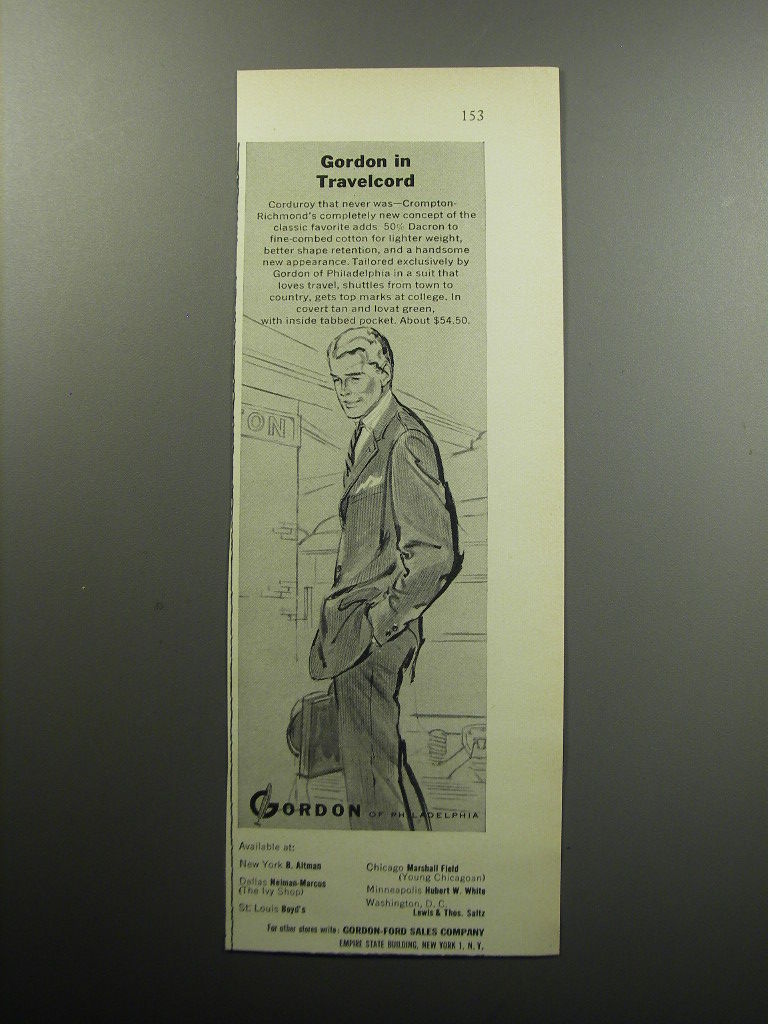 153
Gordon in
Travelcord
Corduroy that never was—Crompton-
Richmond's completely new concept of the
classic favorite adds 50% Dacron to
fine-combed cotton for lighter weight,
better shape retention, and a handsome
new appearance. Tailored exclusively by
Gordon of Philadelphia in a suit that
loves travel, shuttles from town to
country, gets top marks at college. In
covert tan and lovat green,
with inside tabbed pocket. About $54.50.
ON
GORDON OF PHILADELPHIA
Available at:
New York B. Altman
Dallas Neiman-Marcus
(The Ivy Shop)
St. Louis Boyd's
Chicago Marshall Field
(Young Chicagoan)
Minneapolis Hubert W. White
Washington, D. C.
Lewis & Thos. Saltz
For other stores write: GORDON-FORD SALES COMPANY
EMPIRE STATE BUILDING, NEW YORK 1, N. Y.